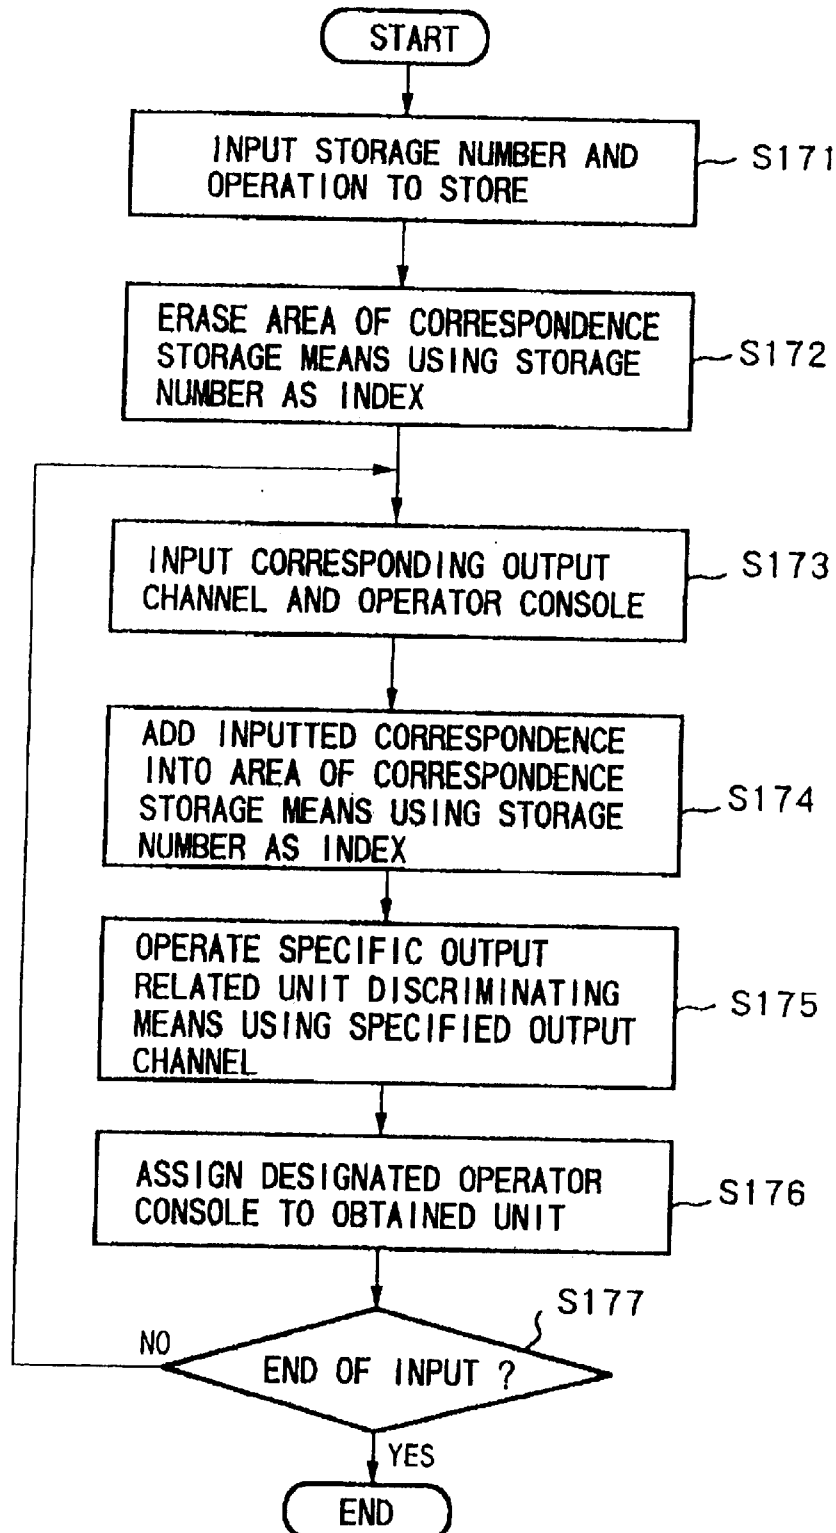 START
INPUT STORAGE NUMBER AND
OPERATION TO STORE
S171
ERASE AREA OF CORRESPONDENCE
STORAGE MEANS USING STORAGE
NUMBER AS INDEX
S172
INPUT CORRESPONDING OUTPUT
CHANNEL AND OPERATOR CONSOLE
S173
ADD INPUTTED CORRESPONDENCE
INTO AREA OF CORRESPONDENCE
STORAGE MEANS USING STORAGE
NUMBER AS INDEX
S174
OPERATE SPECIFIC OUTPUT
RELATED UNIT DISCRIMINATING
MEANS USING SPECIFIED OUTPUT
CHANNEL
S175
ASSIGN DESIGNATED OPERATOR
CONSOLE TO OBTAINED UNIT
S176
S177
NO
END OF INPUT ?
YES
END